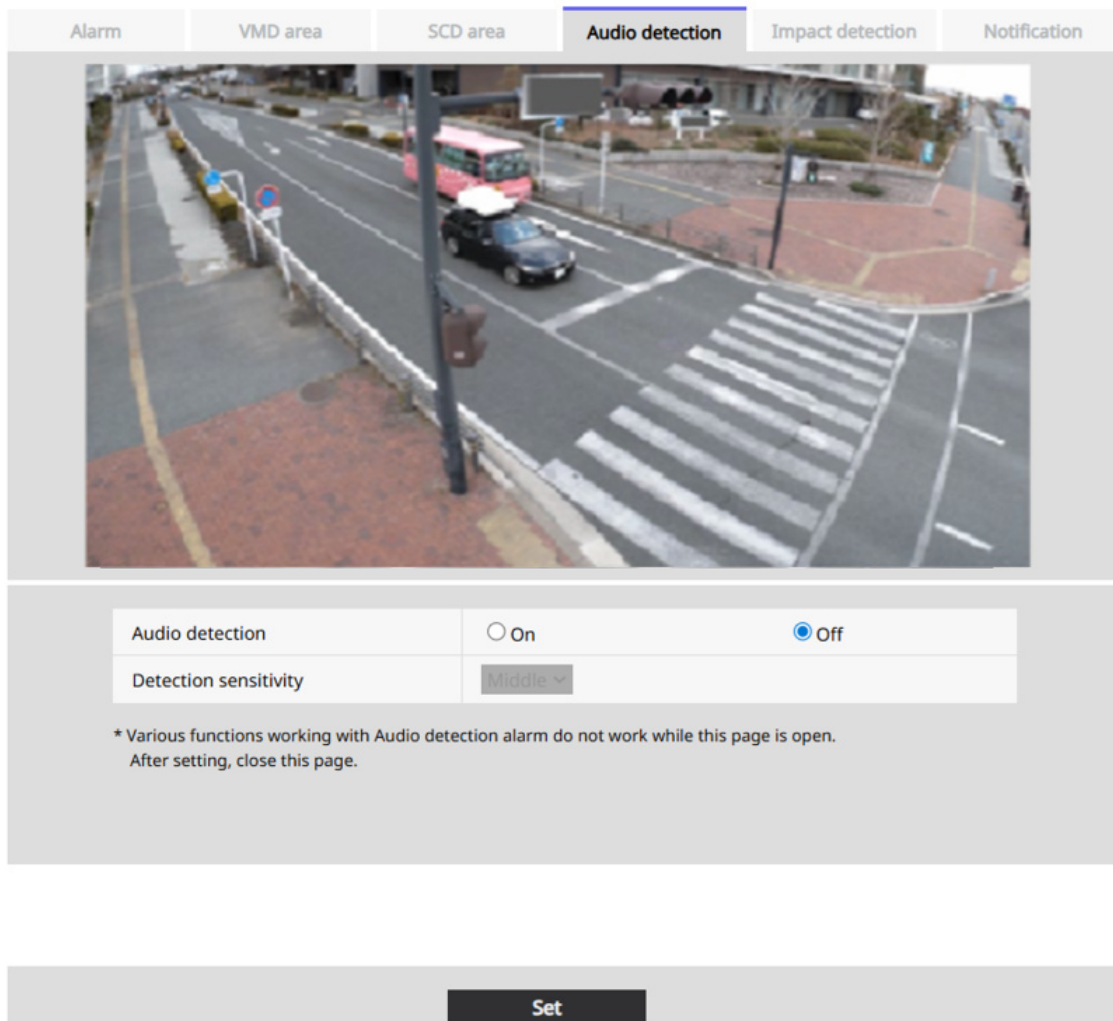 Alarm VMD area SCD area Audio detection Impact detection Notification
Audio detection On Off
Detection sensitivity Middle
* Various functions working with Audio detection alarm do not work while this page is open.
After setting, close this page.
Set